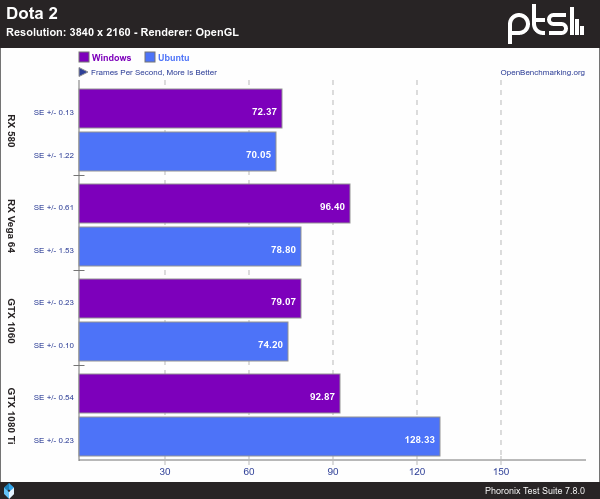 Dota 2
Resolution: 3840 x 2160 - Renderer: OpenGL
ptsl
Windows Ubuntu
Frames Per Second, More Is Better
OpenBenchmarking.org
RX 580
SE +/- 0.13
72.37
SE +/- 1.22
70.05
RX Vega 64
SE +/- 0.61
96.40
SE +/- 1.53
78.80
GTX 1060
SE +/- 0.23
79.07
SE +/- 0.10
74.20
GTX 1080 Ti
SE +/- 0.54
92.87
SE +/- 0.23
128.33
30 60 90 120 150
Phoronix Test Suite 7.8.0